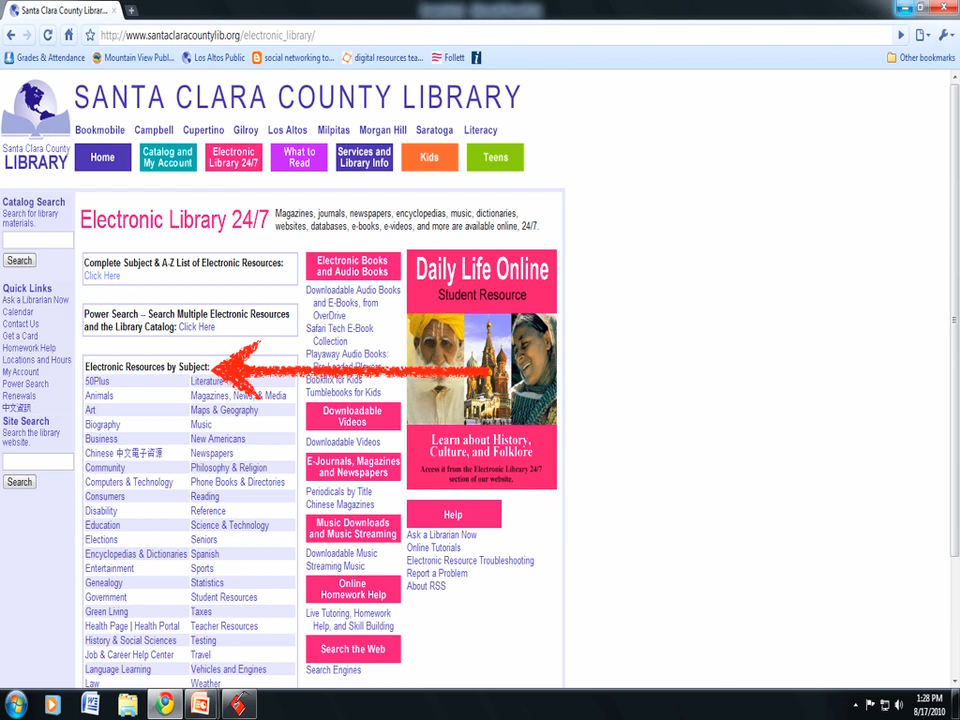 Santa Clara County Librar...
http://www.santaclaracountylib.org/electronic_library/
Grades & Attendance
Mountain View Publ...
Los Altos Public
social networking to...
digital resources tea...
Follett
Other bookmarks
SANTA CLARA COUNTY LIBRARY
Bookmobile Campbell Cupertino Gilroy Los Altos Milpitas Morgan Hill Saratoga Literacy
Santa Clara County
LIBRARY
Home
Catalog and
My Account
Electronic
Library 24/7
What to
Read
Services and
Library Info
Kids
Teens
Catalog Search
Search for library
materials.
Search
Quick Links
Ask a Librarian Now
Calendar
Contact Us
Get a Card
Homework Help
Locations and Hours
My Account
Power Search
Renewals
中文資訊
Site Search
Search the library
website.
Search
Electronic Library 24/7
Magazines, journals, newspapers, encyclopedias, music, dictionaries,
websites, databases, e-books, e-videos, and more are available online, 24/7.
Complete Subject & A-Z List of Electronic Resources:
Click Here
Power Search -- Search Multiple Electronic Resources
and the Library Catalog: Click Here
Electronic Resources by Subject:
50Plus Literature
Animals Magazines, News, & Media
Art Maps & Geography
Biography Music
Business New Americans
Chinese 中文電子資源 Newspapers
Community Philosophy & Religion
Computers & Technology Phone Books & Directories
Consumers Reading
Disability Reference
Education Science & Technology
Elections Seniors
Encyclopedias & Dictionaries Spanish
Entertainment Sports
Genealogy Statistics
Government Student Resources
Green Living Taxes
Health Page | Health Portal Teacher Resources
History & Social Sciences Testing
Job & Career Help Center Travel
Language Learning Vehicles and Engines
Law Weather
Electronic Books
and Audio Books
Downloadable Audio Books
and E-Books, from
OverDrive
Safari Tech E-Book
Collection
Playaway Audio Books:
Bookflix for Kids
Tumblebooks for Kids
Downloadable
Videos
Downloadable Videos
E-Journals, Magazines
and Newspapers
Periodicals by Title
Chinese Magazines
Music Downloads
and Music Streaming
Downloadable Music
Streaming Music
Online
Homework Help
Live Tutoring, Homework
Help, and Skill Building
Search the Web
Search Engines
Daily Life Online
Student Resource
Learn about History,
Culture, and Folklore
Access it from the Electronic Library 24/7
section of our website.
Help
Ask a Librarian Now
Online Tutorials
Electronic Resource Troubleshooting
Report a Problem
About RSS
1:28 PM
8/17/2010